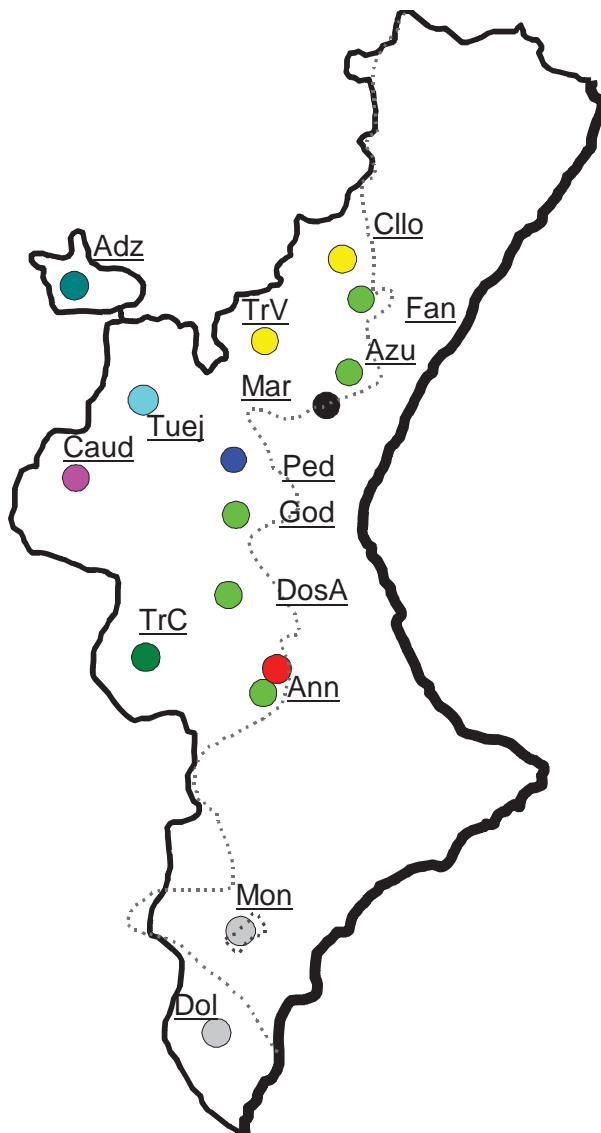 Cllo
Adz
Fan
TrV
Azu
Mar
Tuej
Caud
Ped
God
DosA
TrC
Ann
Mon
Dol